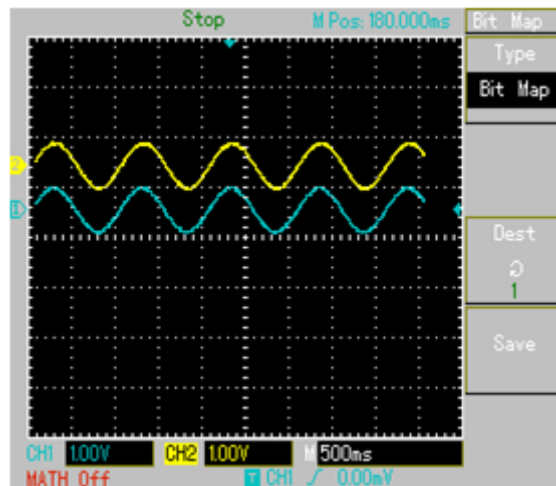 Stop M Pos: 180.000ms Bit Map
Type
Bit Map
2
1
Dest
1
Save
CH1 1.00V CH2 1.00V M 500ms
MATH Off T CH1 0.00mV